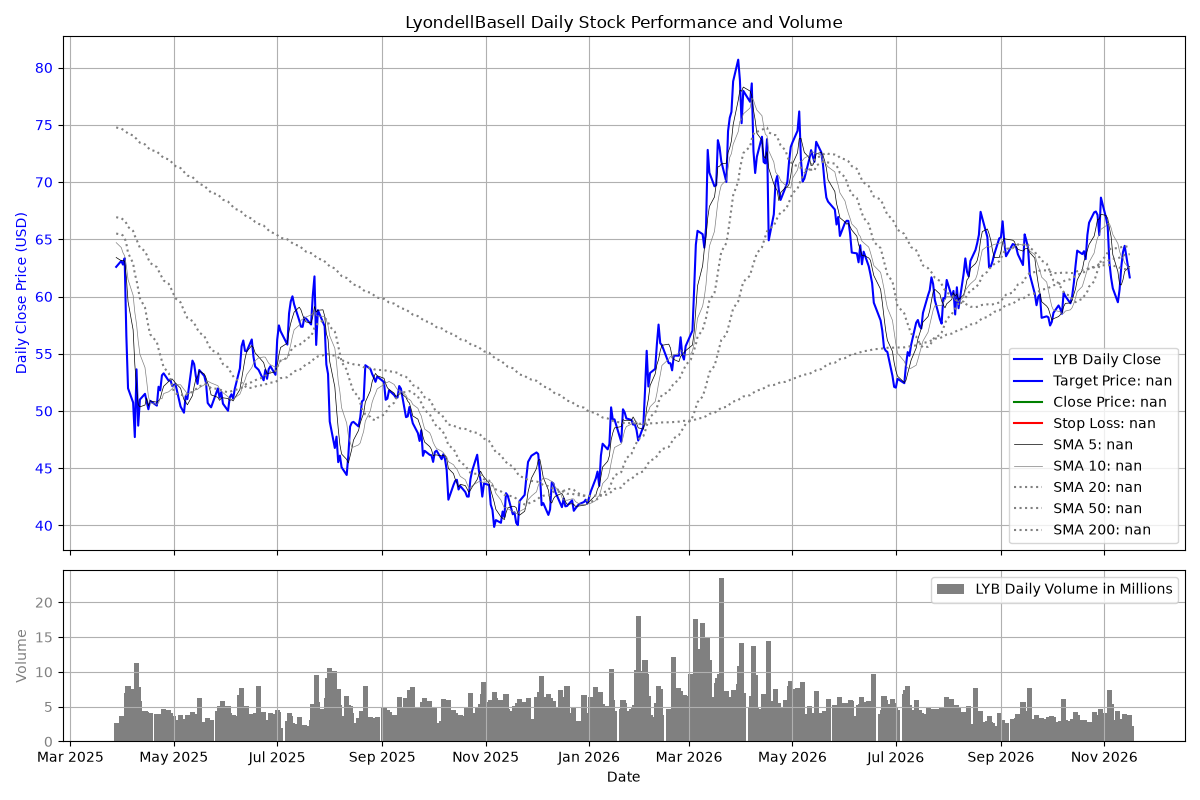 LyondellBasell Daily Stock Performance and Volume
Daily Close Price (USD)
80
75
70
65
60
55
50
45
40
LYB Daily Close
Target Price: nan
Close Price: nan
Stop Loss: nan
SMA 5: nan
SMA 10: nan
SMA 20: nan
SMA 50: nan
SMA 200: nan
Volume
20
15
10
5
0
LYB Daily Volume in Millions
Mar 2025 May 2025 Jul 2025 Sep 2025 Nov 2025 Jan 2026 Mar 2026 May 2026 Jul 2026 Sep 2026 Nov 2026
Date